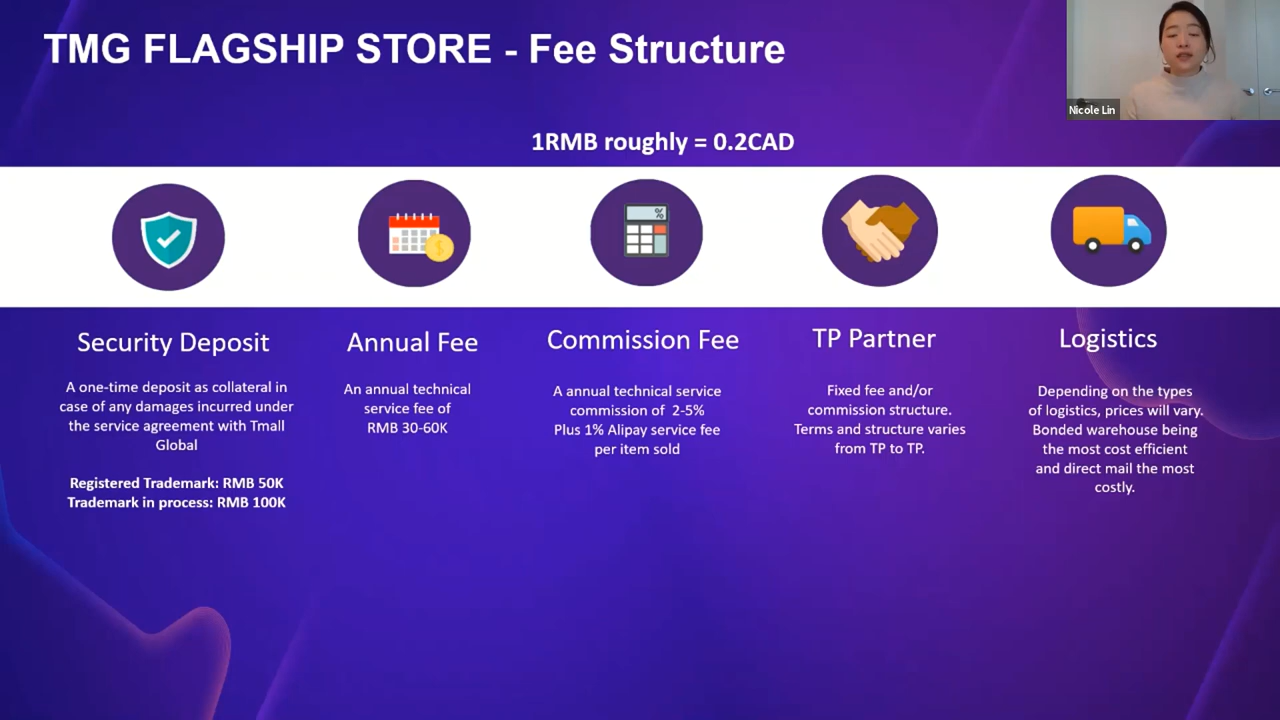 TMG FLAGSHIP STORE - Fee Structure
Nicole Lin
1RMB roughly = 0.2CAD
%
$
Security Deposit
A one-time deposit as collateral in
case of any damages incurred under
the service agreement with Tmall
Global
Registered Trademark: RMB 50K
Trademark in process: RMB 100K
Annual Fee
An annual technical
service fee of
RMB 30-60K
Commission Fee
A annual technical service
commission of 2-5%
Plus 1% Alipay service fee
per item sold
TP Partner
Fixed fee and/or
commission structure.
Terms and structure varies
from TP to TP.
Logistics
Depending on the types
of logistics, prices will vary.
Bonded warehouse being
the most cost efficient
and direct mail the most
costly.